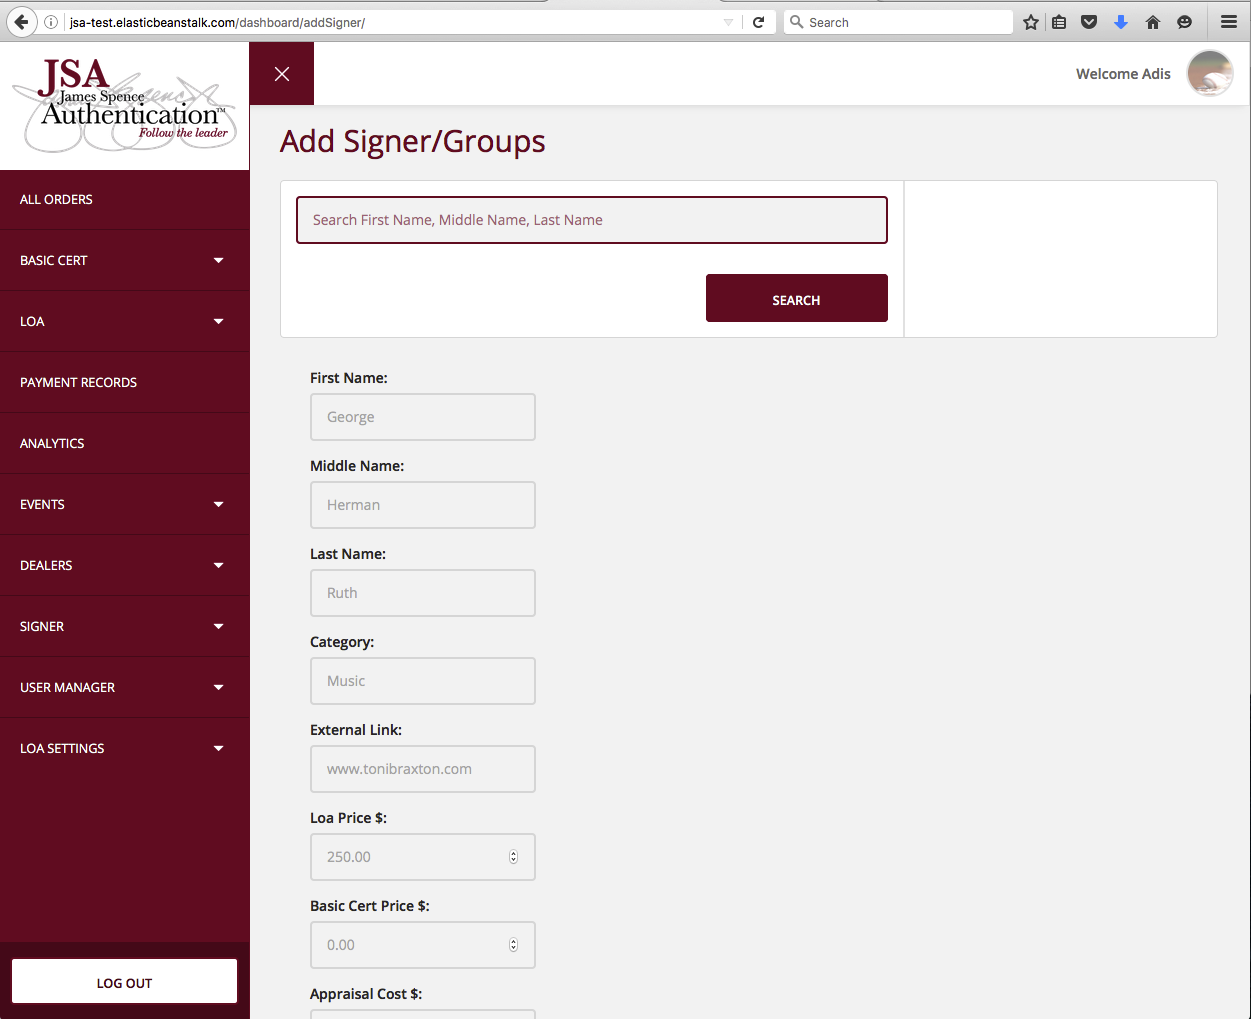 jsa-test.elasticbeanstalk.com/dashboard/addSigner/
Search
JSA
James Spence
Authentication™
Follow the leader
Welcome Adis
ALL ORDERS
BASIC CERT
LOA
PAYMENT RECORDS
ANALYTICS
EVENTS
DEALERS
SIGNER
USER MANAGER
LOA SETTINGS
LOG OUT
Add Signer/Groups
Search First Name, Middle Name, Last Name
SEARCH
First Name:
George
Middle Name:
Herman
Last Name:
Ruth
Category:
Music
External Link:
www.tonibraxton.com
Loa Price $:
250.00
Basic Cert Price $:
0.00
Appraisal Cost $: